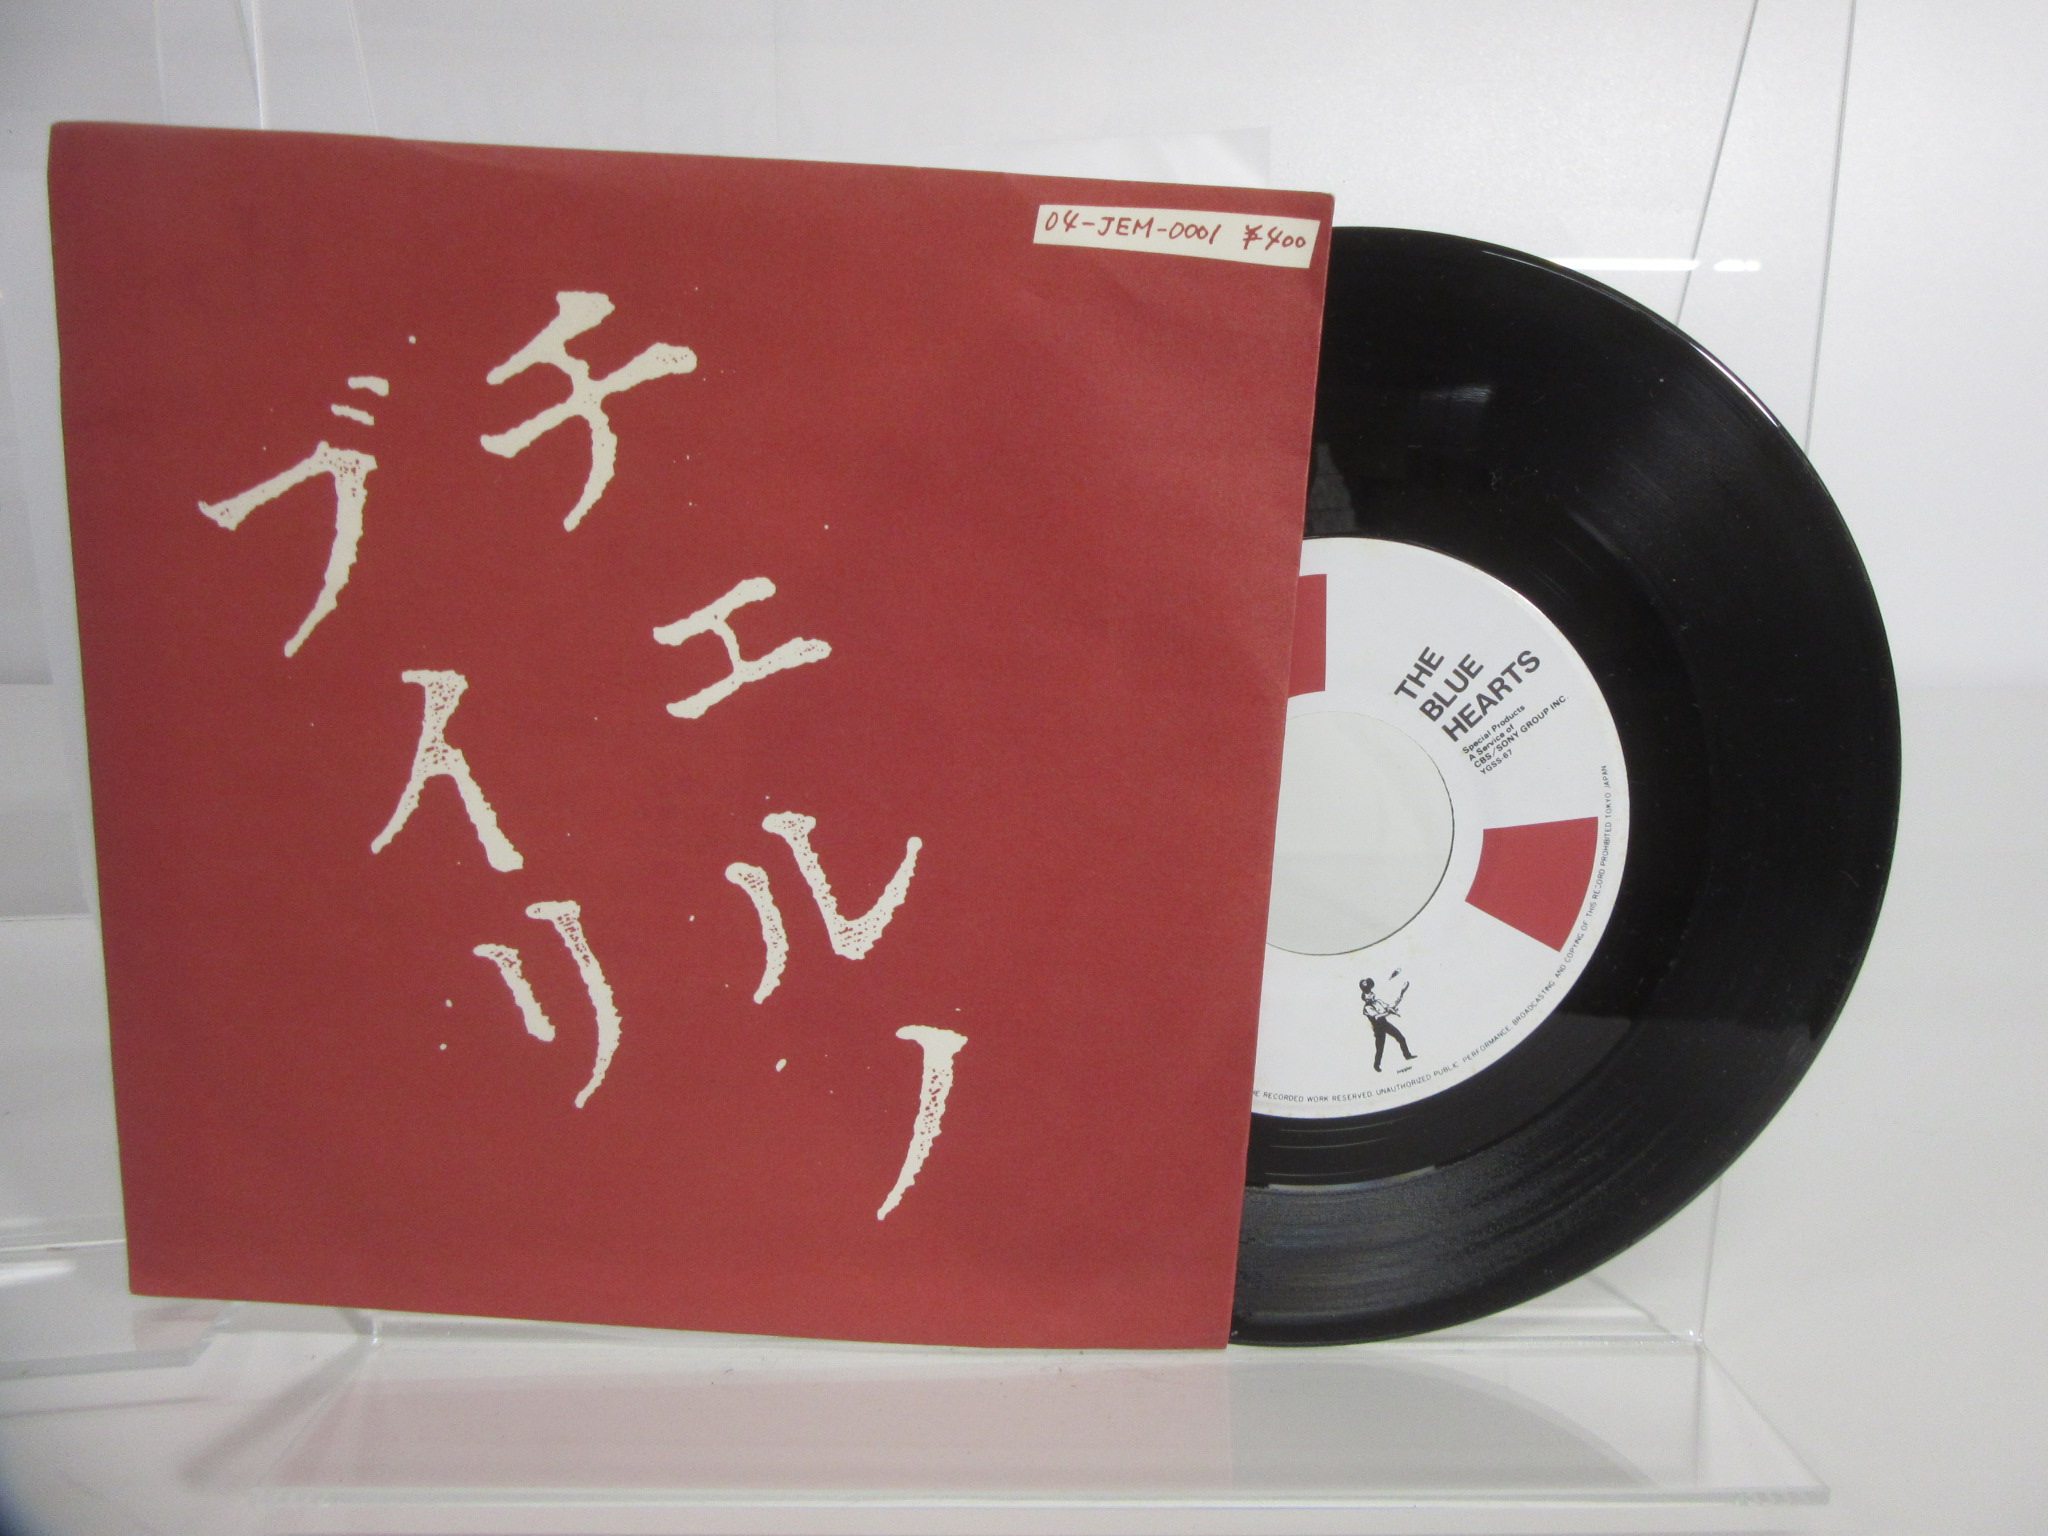 04-JEM-0001 ¥400
チェルノ
ブイリ
THE
BLUE
HEARTS
Special Products
A Service of
CBS/SONY GROUP INC.
YGSS-67
RECORDED WORK RESERVED. UNAUTHORIZED PUBLIC PERFORMANCE. BROADCASTING AND COPYING OF THIS RECORD PROHIBITED TOKYO JAPAN